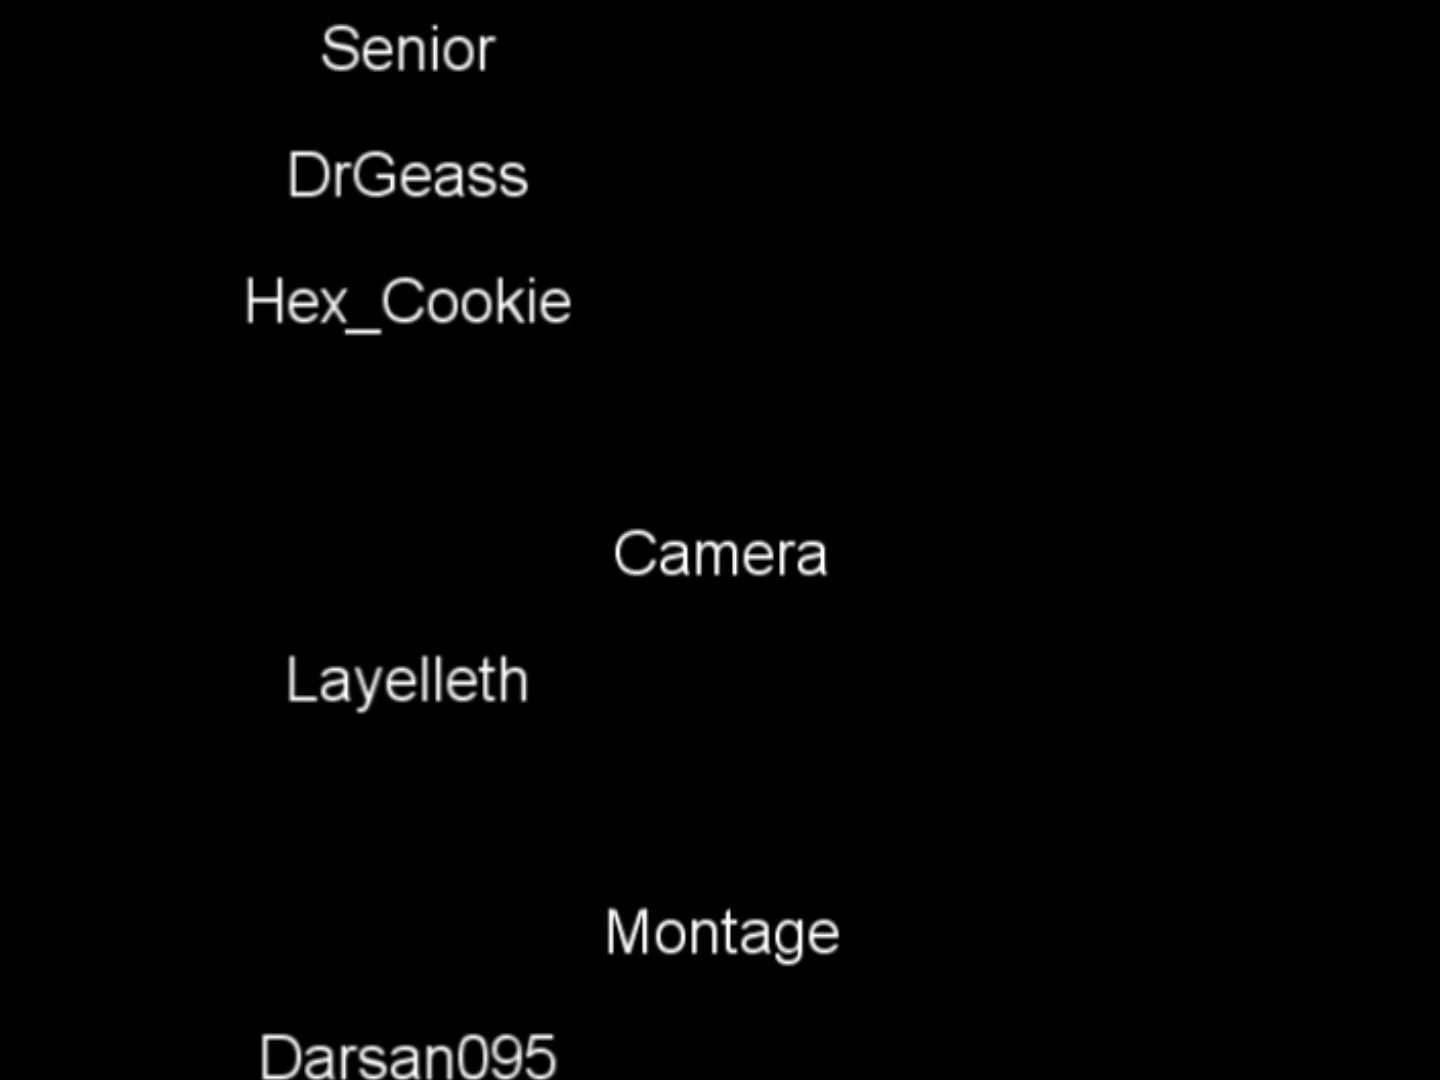 Senior
DrGeass
Hex_Cookie
Camera
Layelleth
Montage
Darsan095